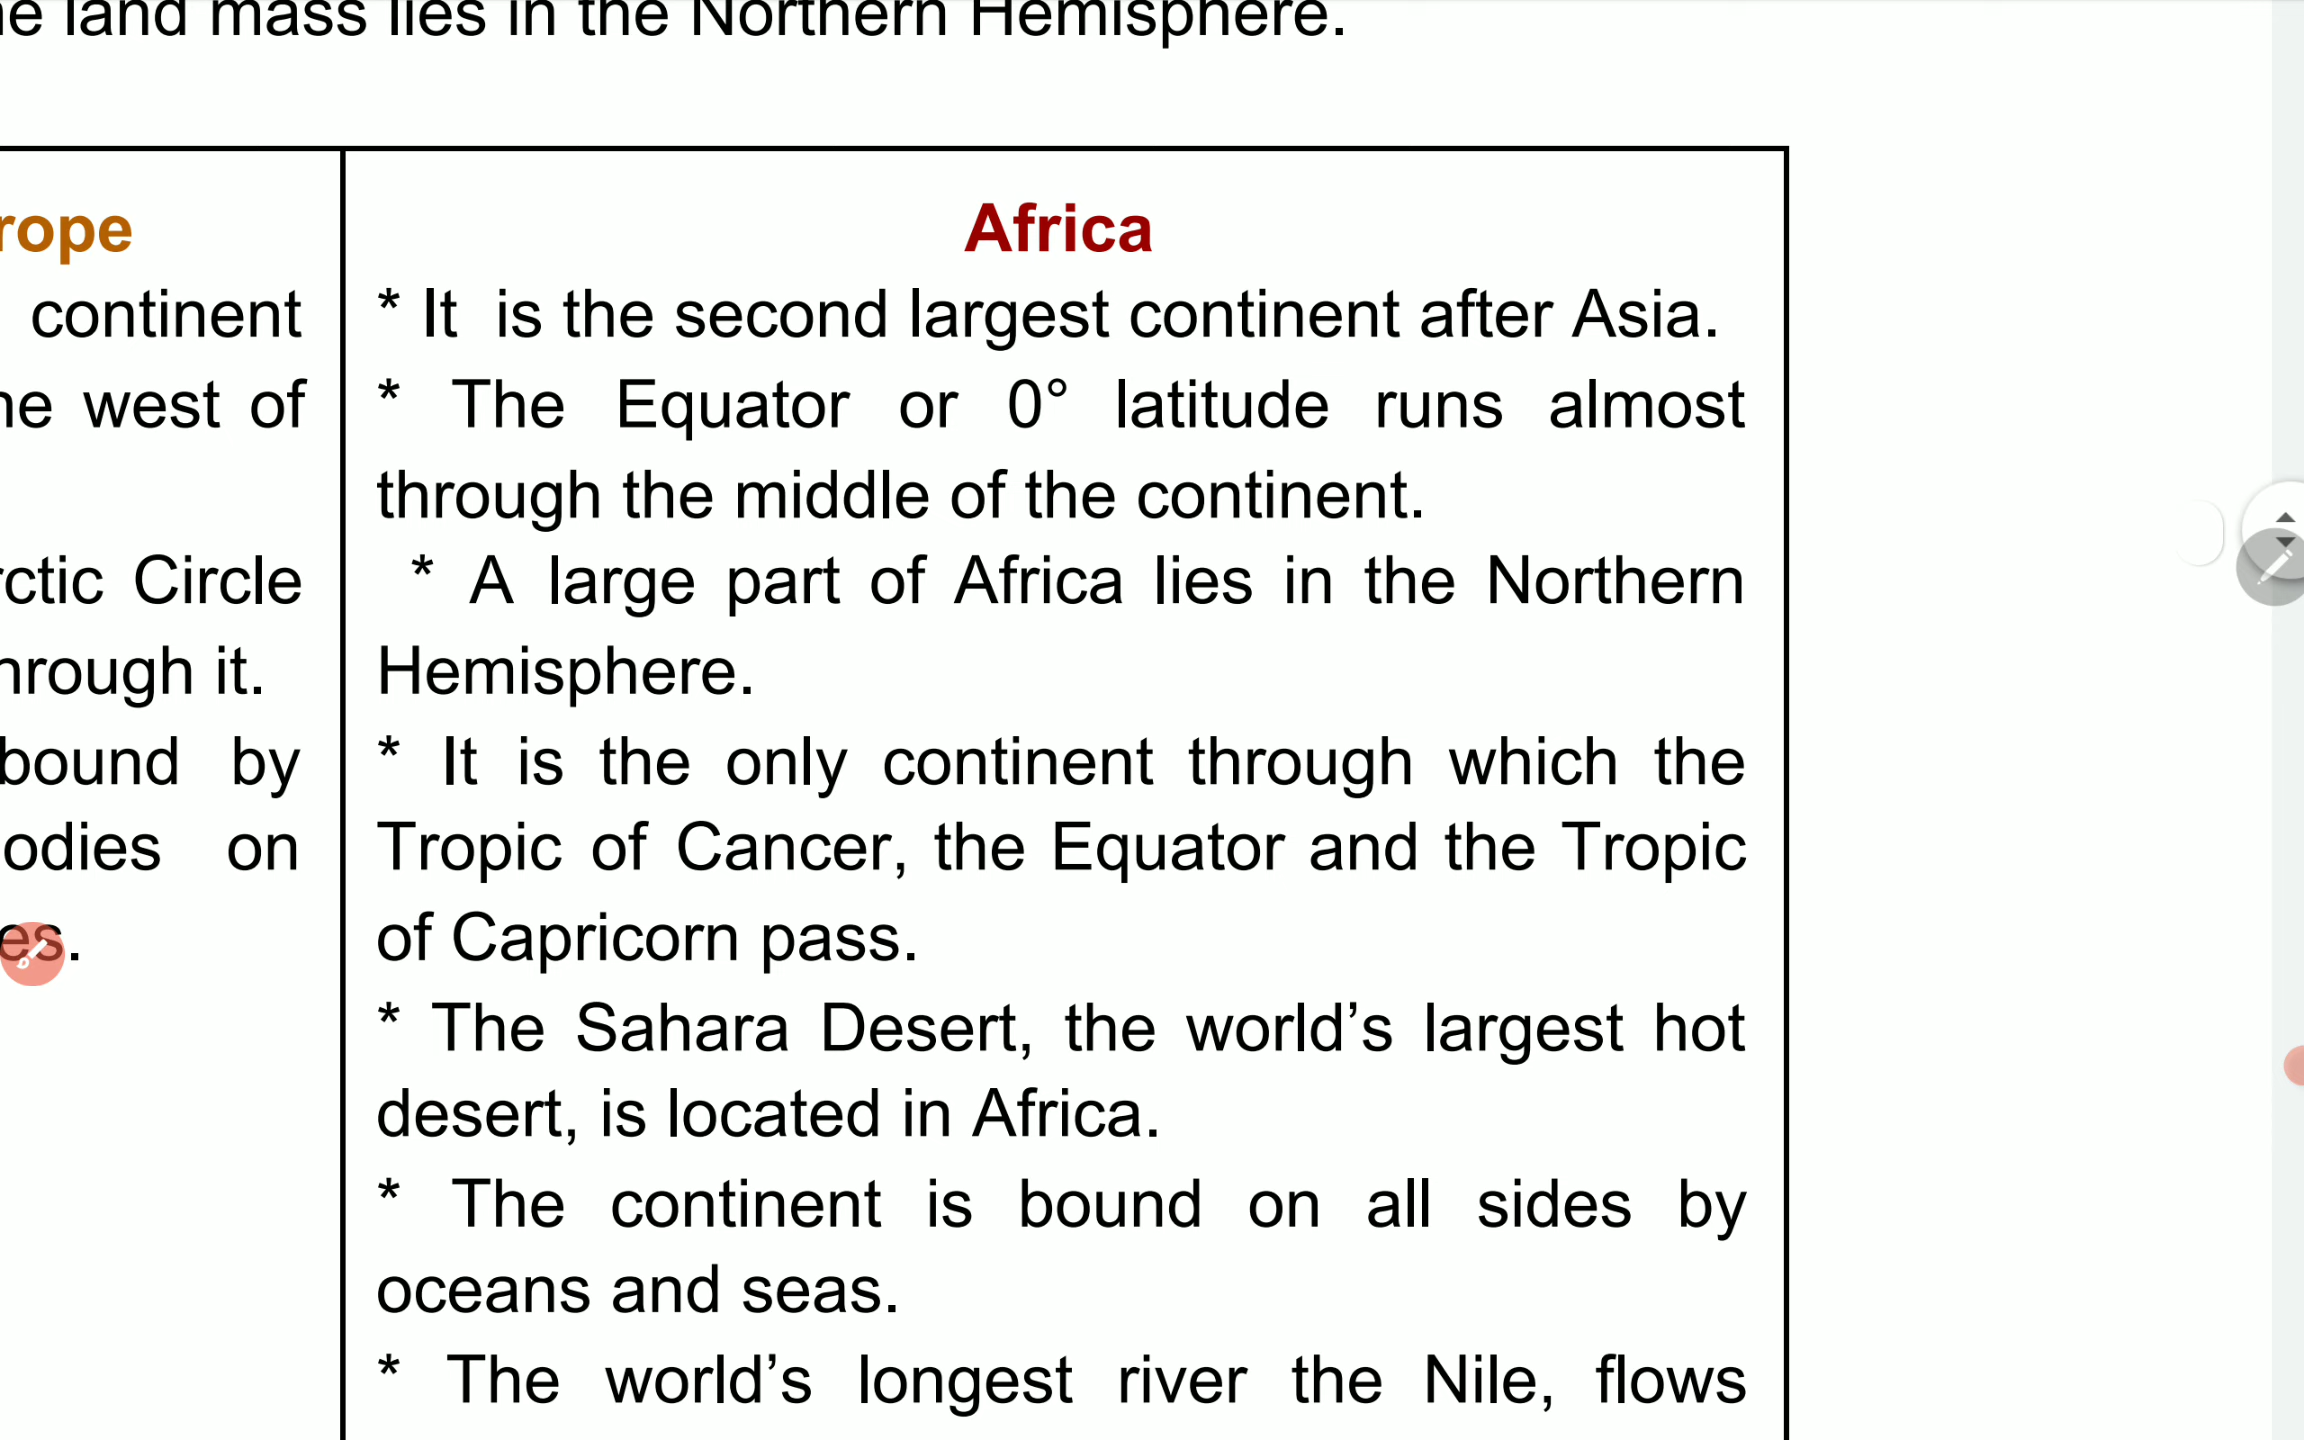 he land mass lies in the Northern Hemisphere.
rope
continent
he west of
rctic Circle
hrough it.
bound by
odies on
es.
Africa
* It is the second largest continent after Asia.
* The Equator or 0° latitude runs almost
through the middle of the continent.
* A large part of Africa lies in the Northern
Hemisphere.
* It is the only continent through which the
Tropic of Cancer, the Equator and the Tropic
of Capricorn pass.
* The Sahara Desert, the world’s largest hot
desert, is located in Africa.
* The continent is bound on all sides by
oceans and seas.
* The world’s longest river the Nile, flows